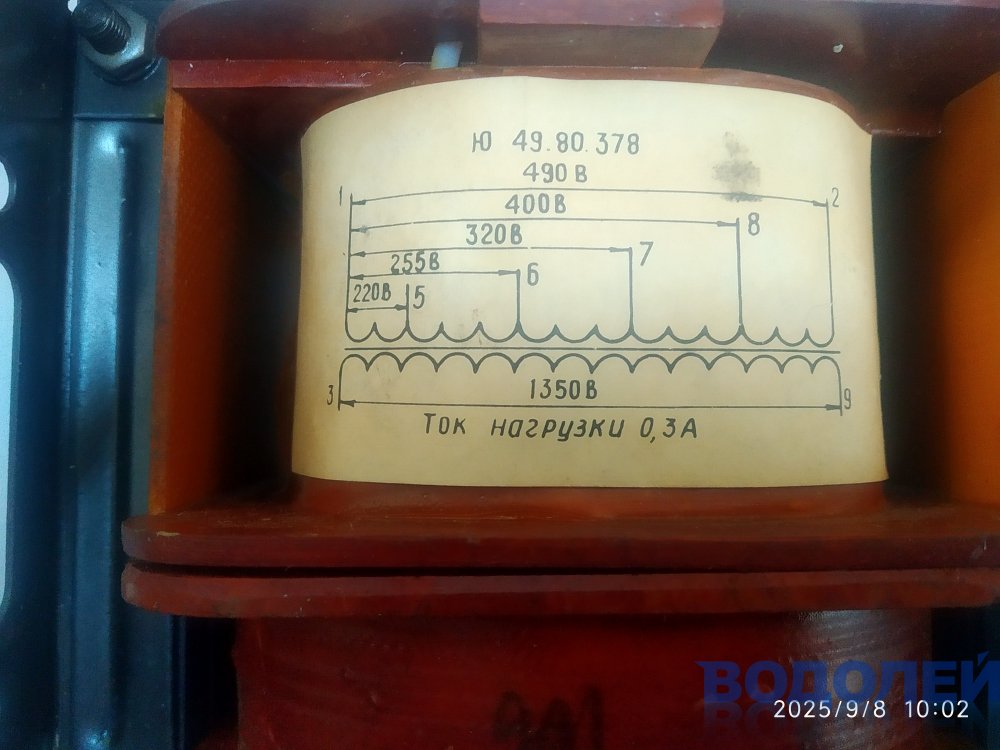 Ю 49.80.378
490 В
1
2
400В
8
320В
7
255В
6
220В
5
1350В
3
9
Ток нагрузки 0,3А
ВОДОЛЕЙ
2025/9/8 10:02